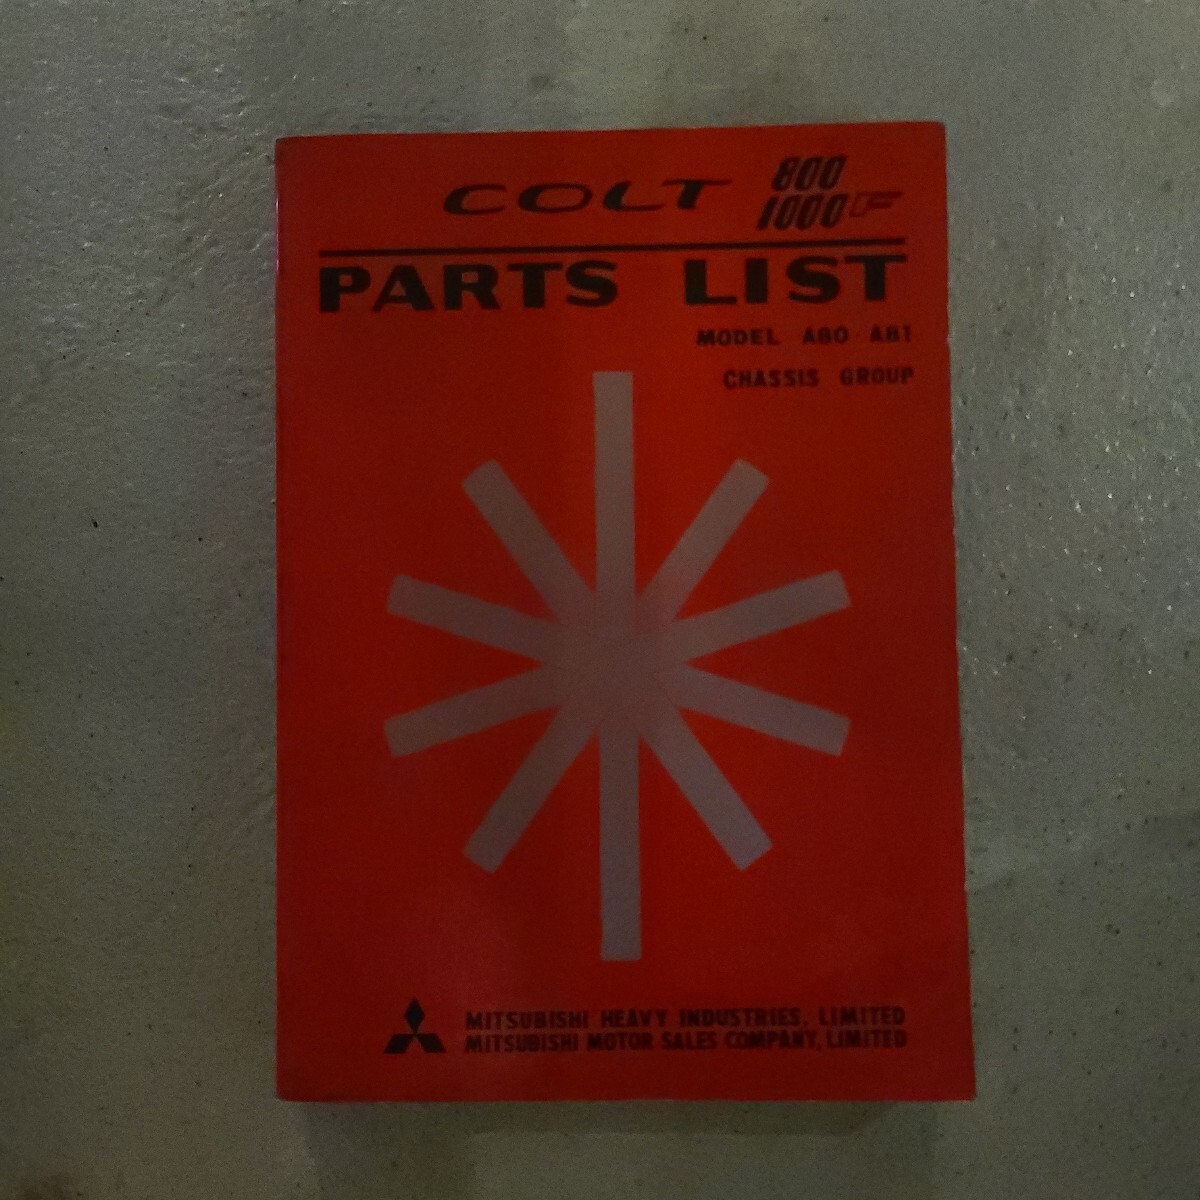 COLT 800
1000F
PARTS LIST
MODEL A80·A81
CHASSIS GROUP
MITSUBISHI HEAVY INDUSTRIES, LIMITED
MITSUBISHI MOTOR SALES COMPANY, LIMITED